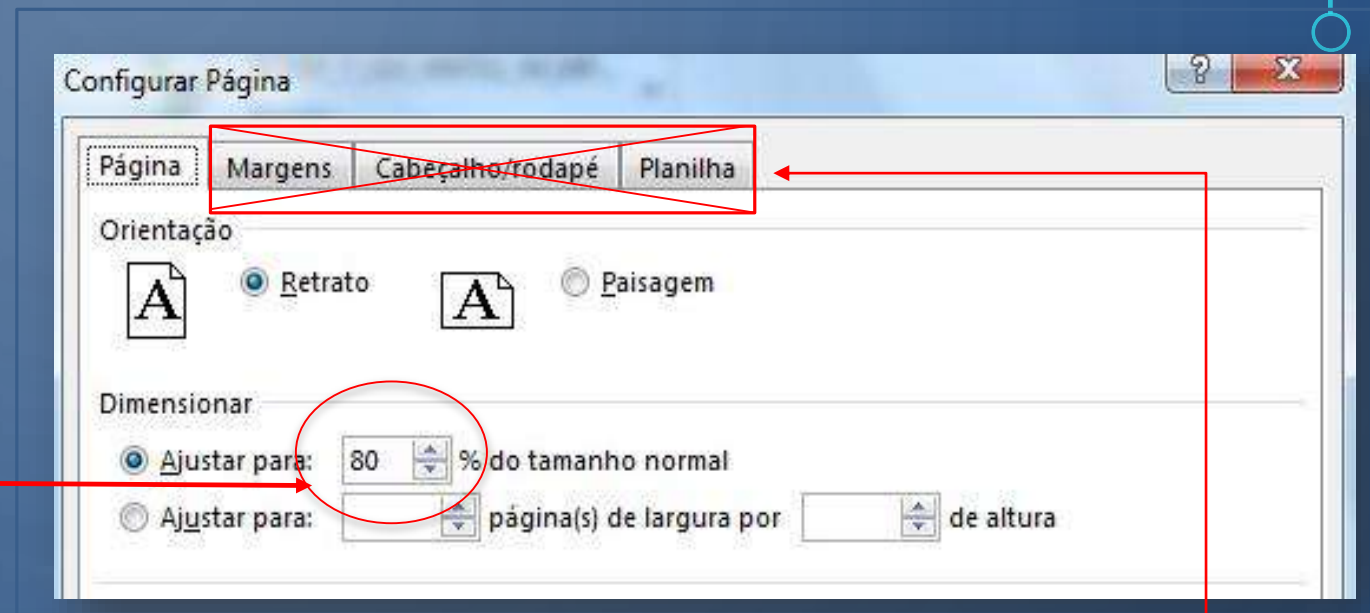 Configurar Página
Página Margens Cabeçalho/rodapé Planilha
Orientação
A Retrato A Paisagem
Dimensionar
Ajustar para: 80 % do tamanho normal
Ajustar para: página(s) de largura por de altura